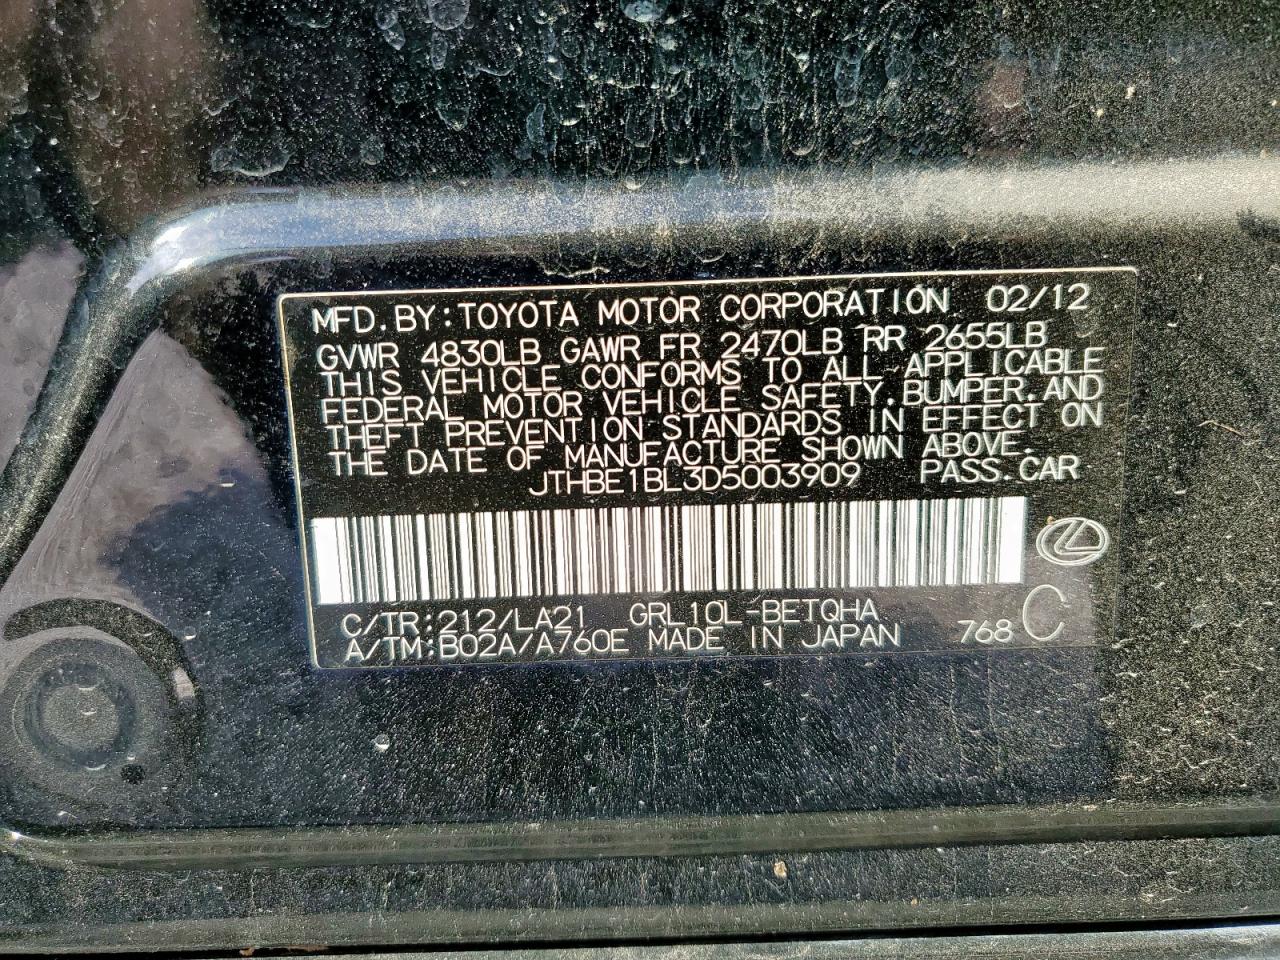 MFD.BY:TOYOTA MOTOR CORPORATION 02/12
GVWR 4830LB GAWR FR 2470LB RR 2655LB
THIS VEHICLE CONFORMS TO ALL APPLICABLE
FEDERAL MOTOR VEHICLE SAFETY,BUMPER,AND
THEFT PREVENTION STANDARDS IN EFFECT ON
THE DATE OF MANUFACTURE SHOWN ABOVE.
JTHBE1BL3D5003909 PASS.CAR
C/TR:212/LA21 GRL10L-BETQHA
A/TM:B02A/A760E MADE IN JAPAN 768 C